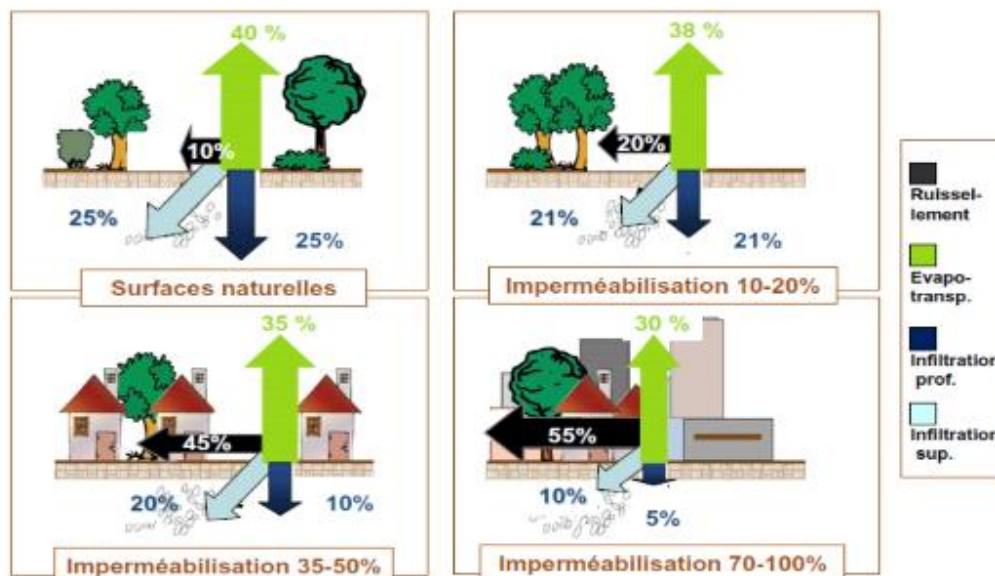 40 %
10%
25%
25%
Surfaces naturelles
38 %
20%
21%
21%
Imperméabilisation 10-20%
35 %
45%
20%
10%
Imperméabilisation 35-50%
30 %
55%
10%
5%
Imperméabilisation 70-100%
Ruissel-
lement
Evapo-
transp.
Infiltration
prof.
Infiltration
sup.